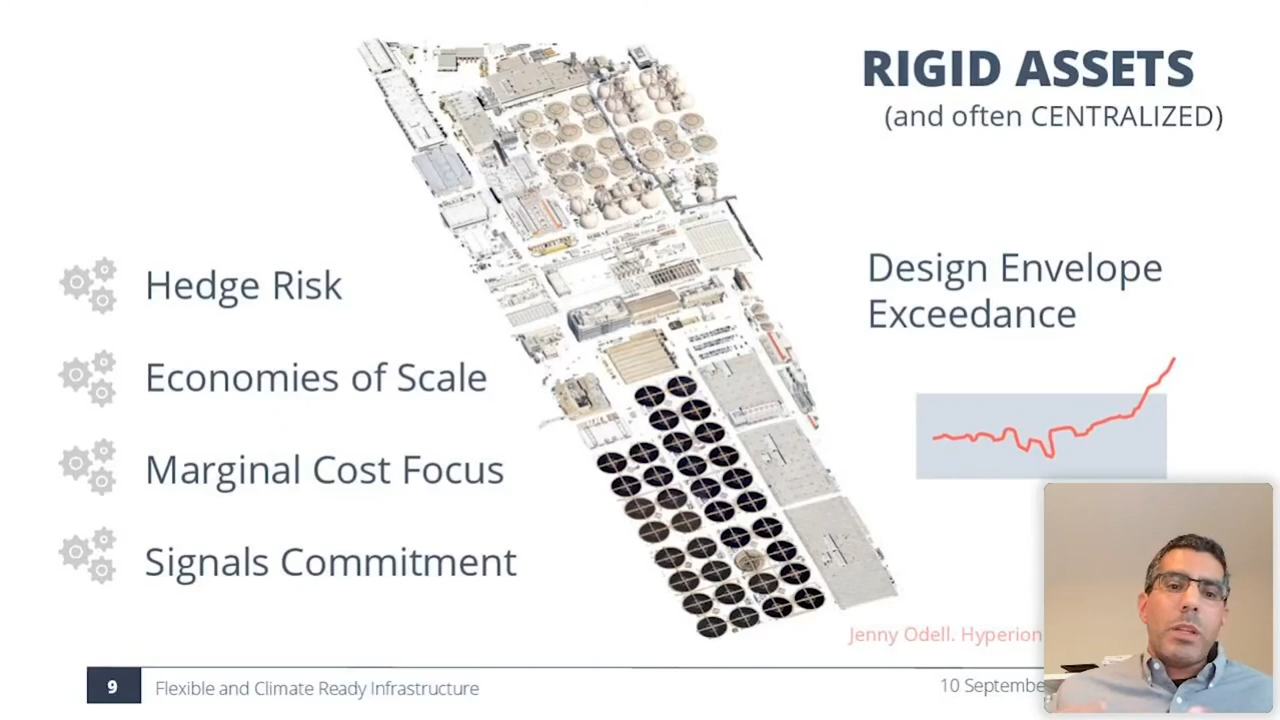 RIGID ASSETS
(and often CENTRALIZED)
Hedge Risk
Economies of Scale
Marginal Cost Focus
Signals Commitment
Design Envelope
Exceedance
Jenny Odell. Hyperion
9
Flexible and Climate Ready Infrastructure
10